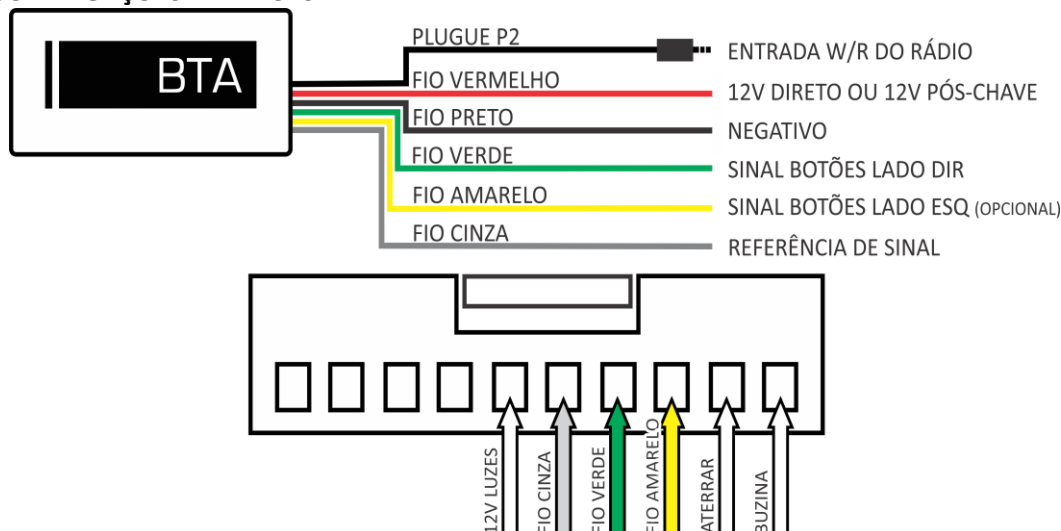 BTA
PLUGUE P2
ENTRADA W/R DO RÁDIO
FIO VERMELHO
12V DIRETO OU 12V PÓS-CHAVE
FIO PRETO
NEGATIVO
FIO VERDE
SINAL BOTÕES LADO DIR
FIO AMARELO
SINAL BOTÕES LADO ESQ (OPCIONAL)
FIO CINZA
REFERÊNCIA DE SINAL
12V LUZES
FIO CINZA
FIO VERDE
FIO AMARELO
ATERRAR
BUZINA